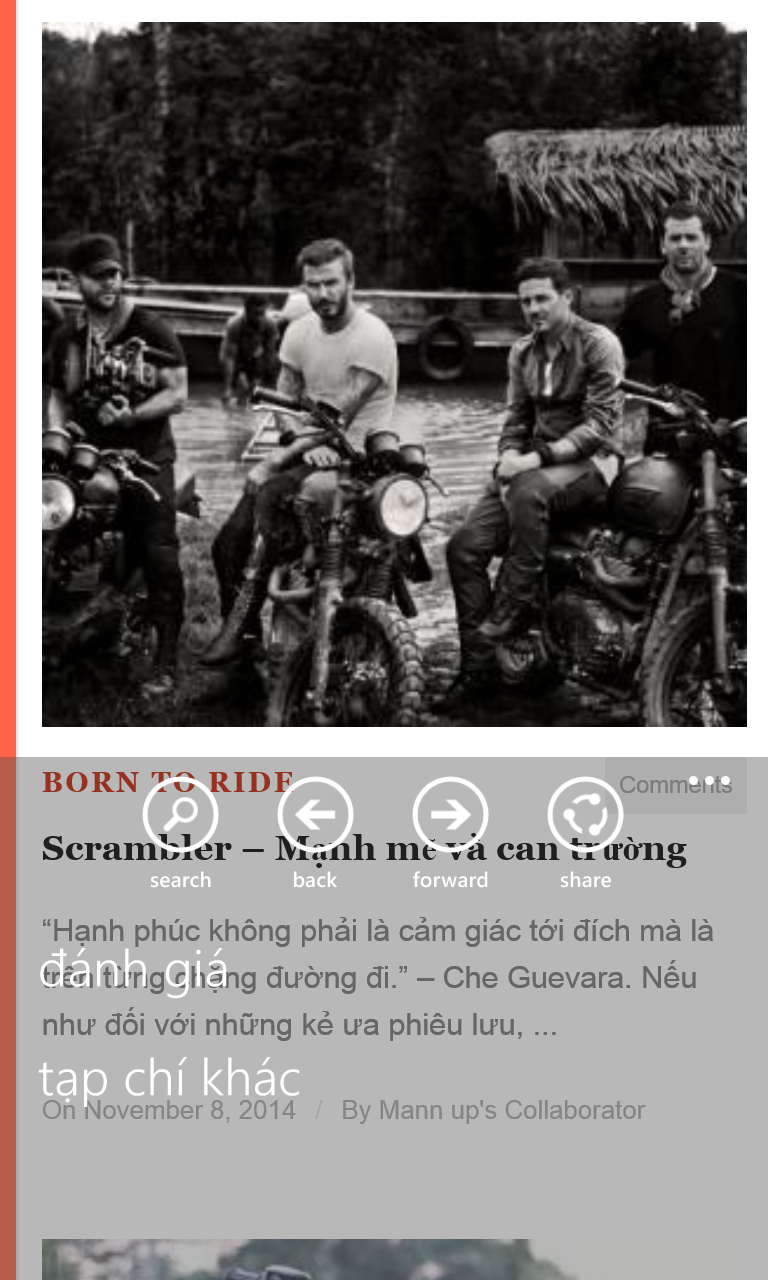 BORN TO RIDE
Comments
Scrambler – Mạnh mẽ và can trường
search
back
forward
share
“Hạnh phúc không phải là cảm giác tới đích mà là
trên từng chặng đường đi.” – Che Guevara. Nếu
như đối với những kẻ ưa phiêu lưu, ...
đánh giá
tạp chí khác
On November 8, 2014 / By Mann up's Collaborator